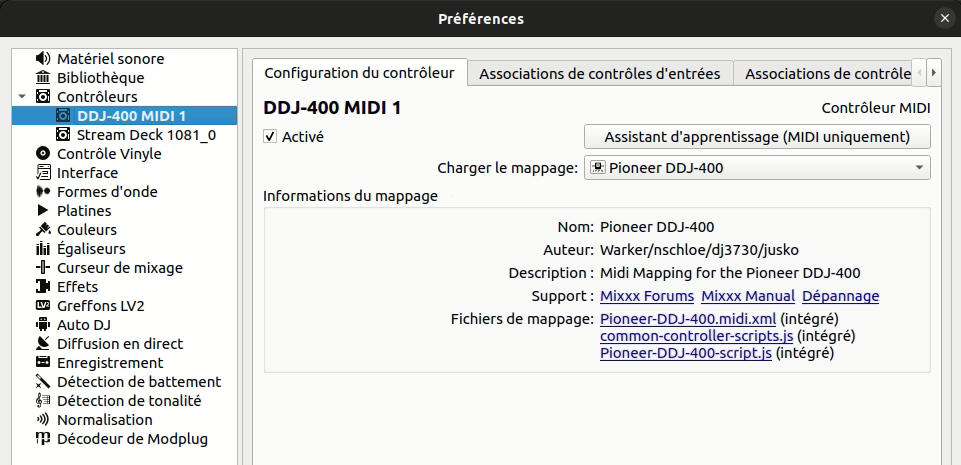 Préférences
Matériel sonore
Bibliothèque
Contrôleurs
DDJ-400 MIDI 1
Stream Deck 1081_0
Contrôle Vinyle
Interface
Formes d'onde
Platines
Couleurs
Égaliseurs
Curseur de mixage
Effets
Greffons LV2
Auto DJ
Diffusion en direct
Enregistrement
Détection de battement
Détection de tonalité
Normalisation
Décodeur de Modplug
Configuration du contrôleur
Associations de contrôles d'entrées
Associations de contrôle
DDJ-400 MIDI 1
Contrôleur MIDI
Activé
Assistant d'apprentissage (MIDI uniquement)
Charger le mappage: Pioneer DDJ-400
Informations du mappage
Nom: Pioneer DDJ-400
Auteur: Warker/nschloe/dj3730/jusko
Description : Midi Mapping for the Pioneer DDJ-400
Support : Mixxx Forums Mixxx Manual Dépannage
Fichiers de mappage: Pioneer-DDJ-400.midi.xml (intégré)
common-controller-scripts.js (intégré)
Pioneer-DDJ-400-script.js (intégré)